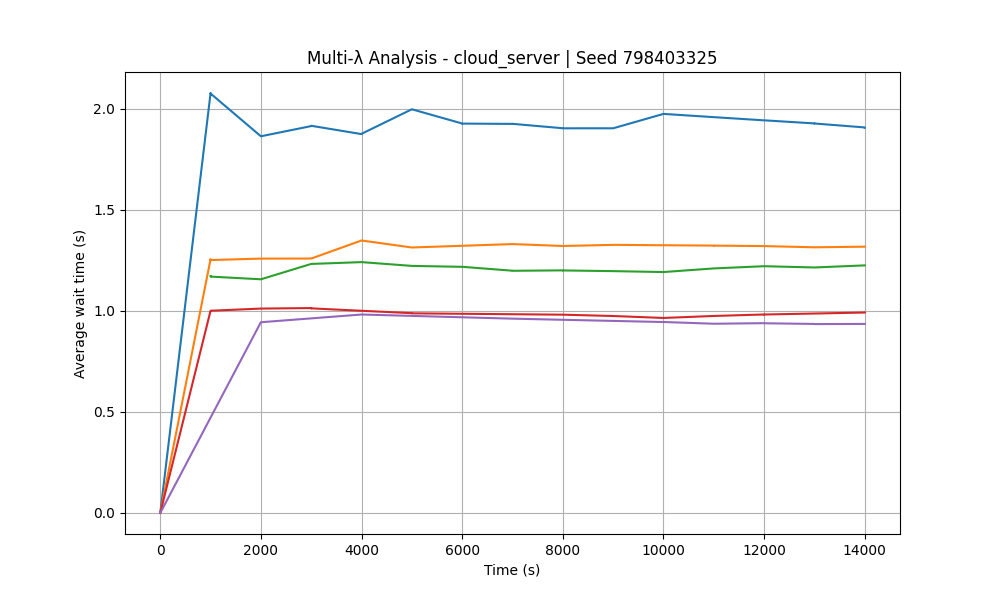 Multi-λ Analysis - cloud_server | Seed 798403325
Average wait time (s)
2.0
1.5
1.0
0.5
0.0
0 2000 4000 6000 8000 10000 12000 14000
Time (s)